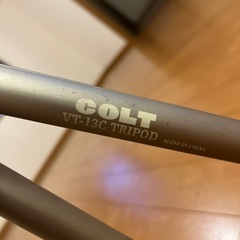 COLT
VT-13C TRIPOD
MADE IN CHINA